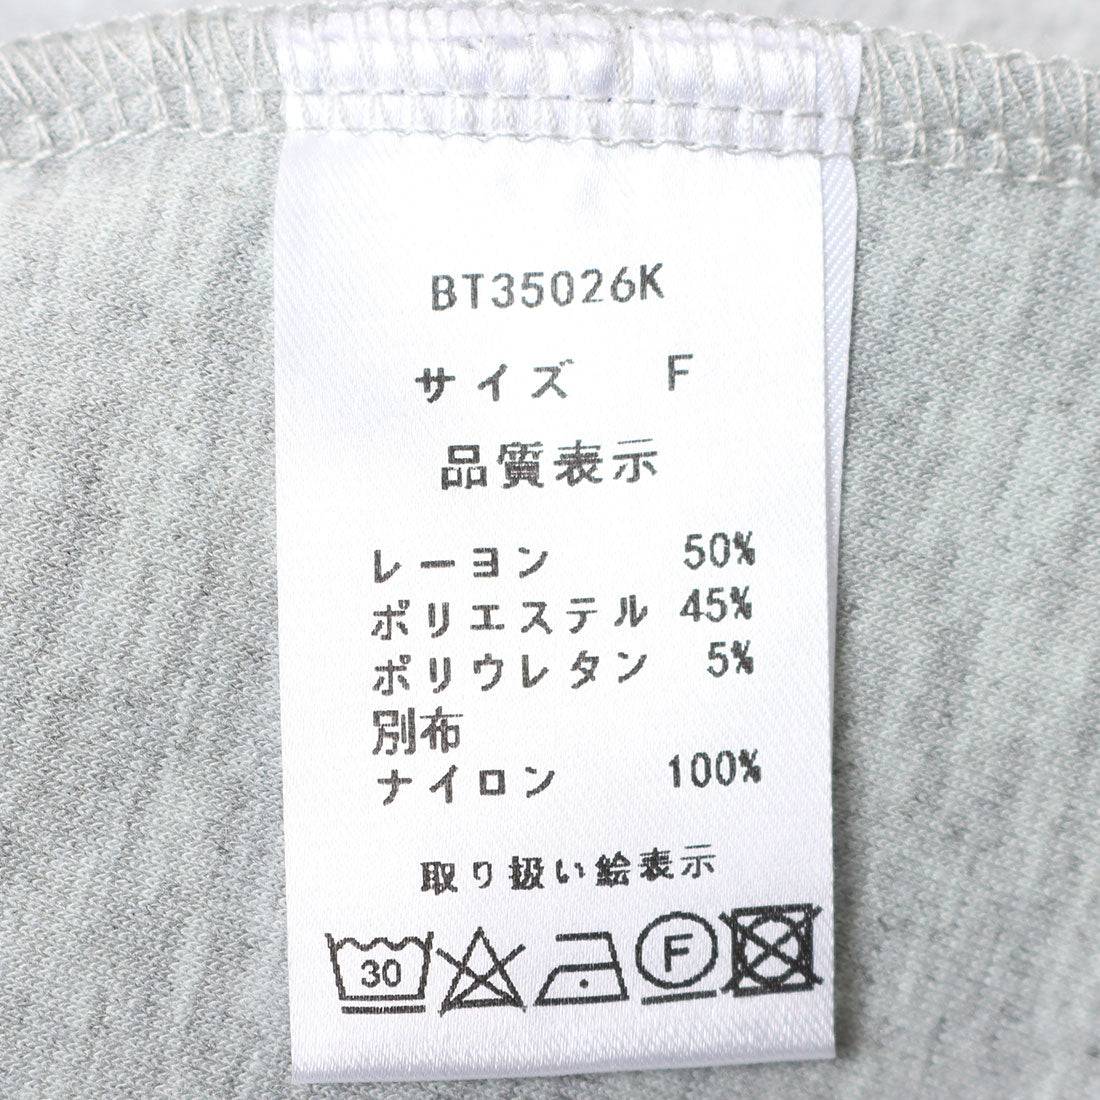 BT35026K
サイズ F
品質表示
レーヨン 50%
ポリエステル 45%
ポリウレタン 5%
別布
ナイロン 100%
取り扱い絵表示
30 F